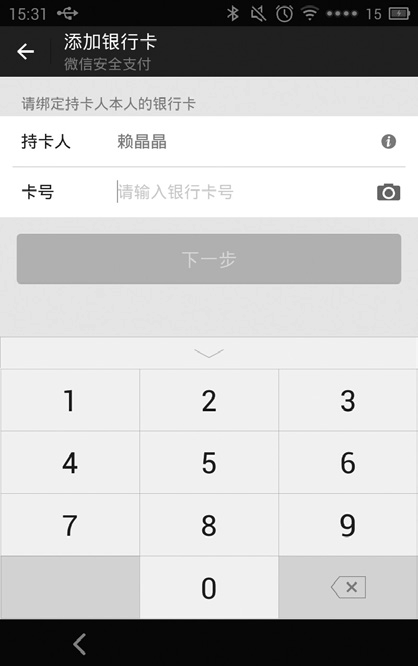 15:31 15
添加银行卡
微信安全支付
请绑定持卡人本人的银行卡
持卡人 赖晶晶
卡号 请输入银行卡号
下一步
1 2 3
4 5 6
7 8 9
0